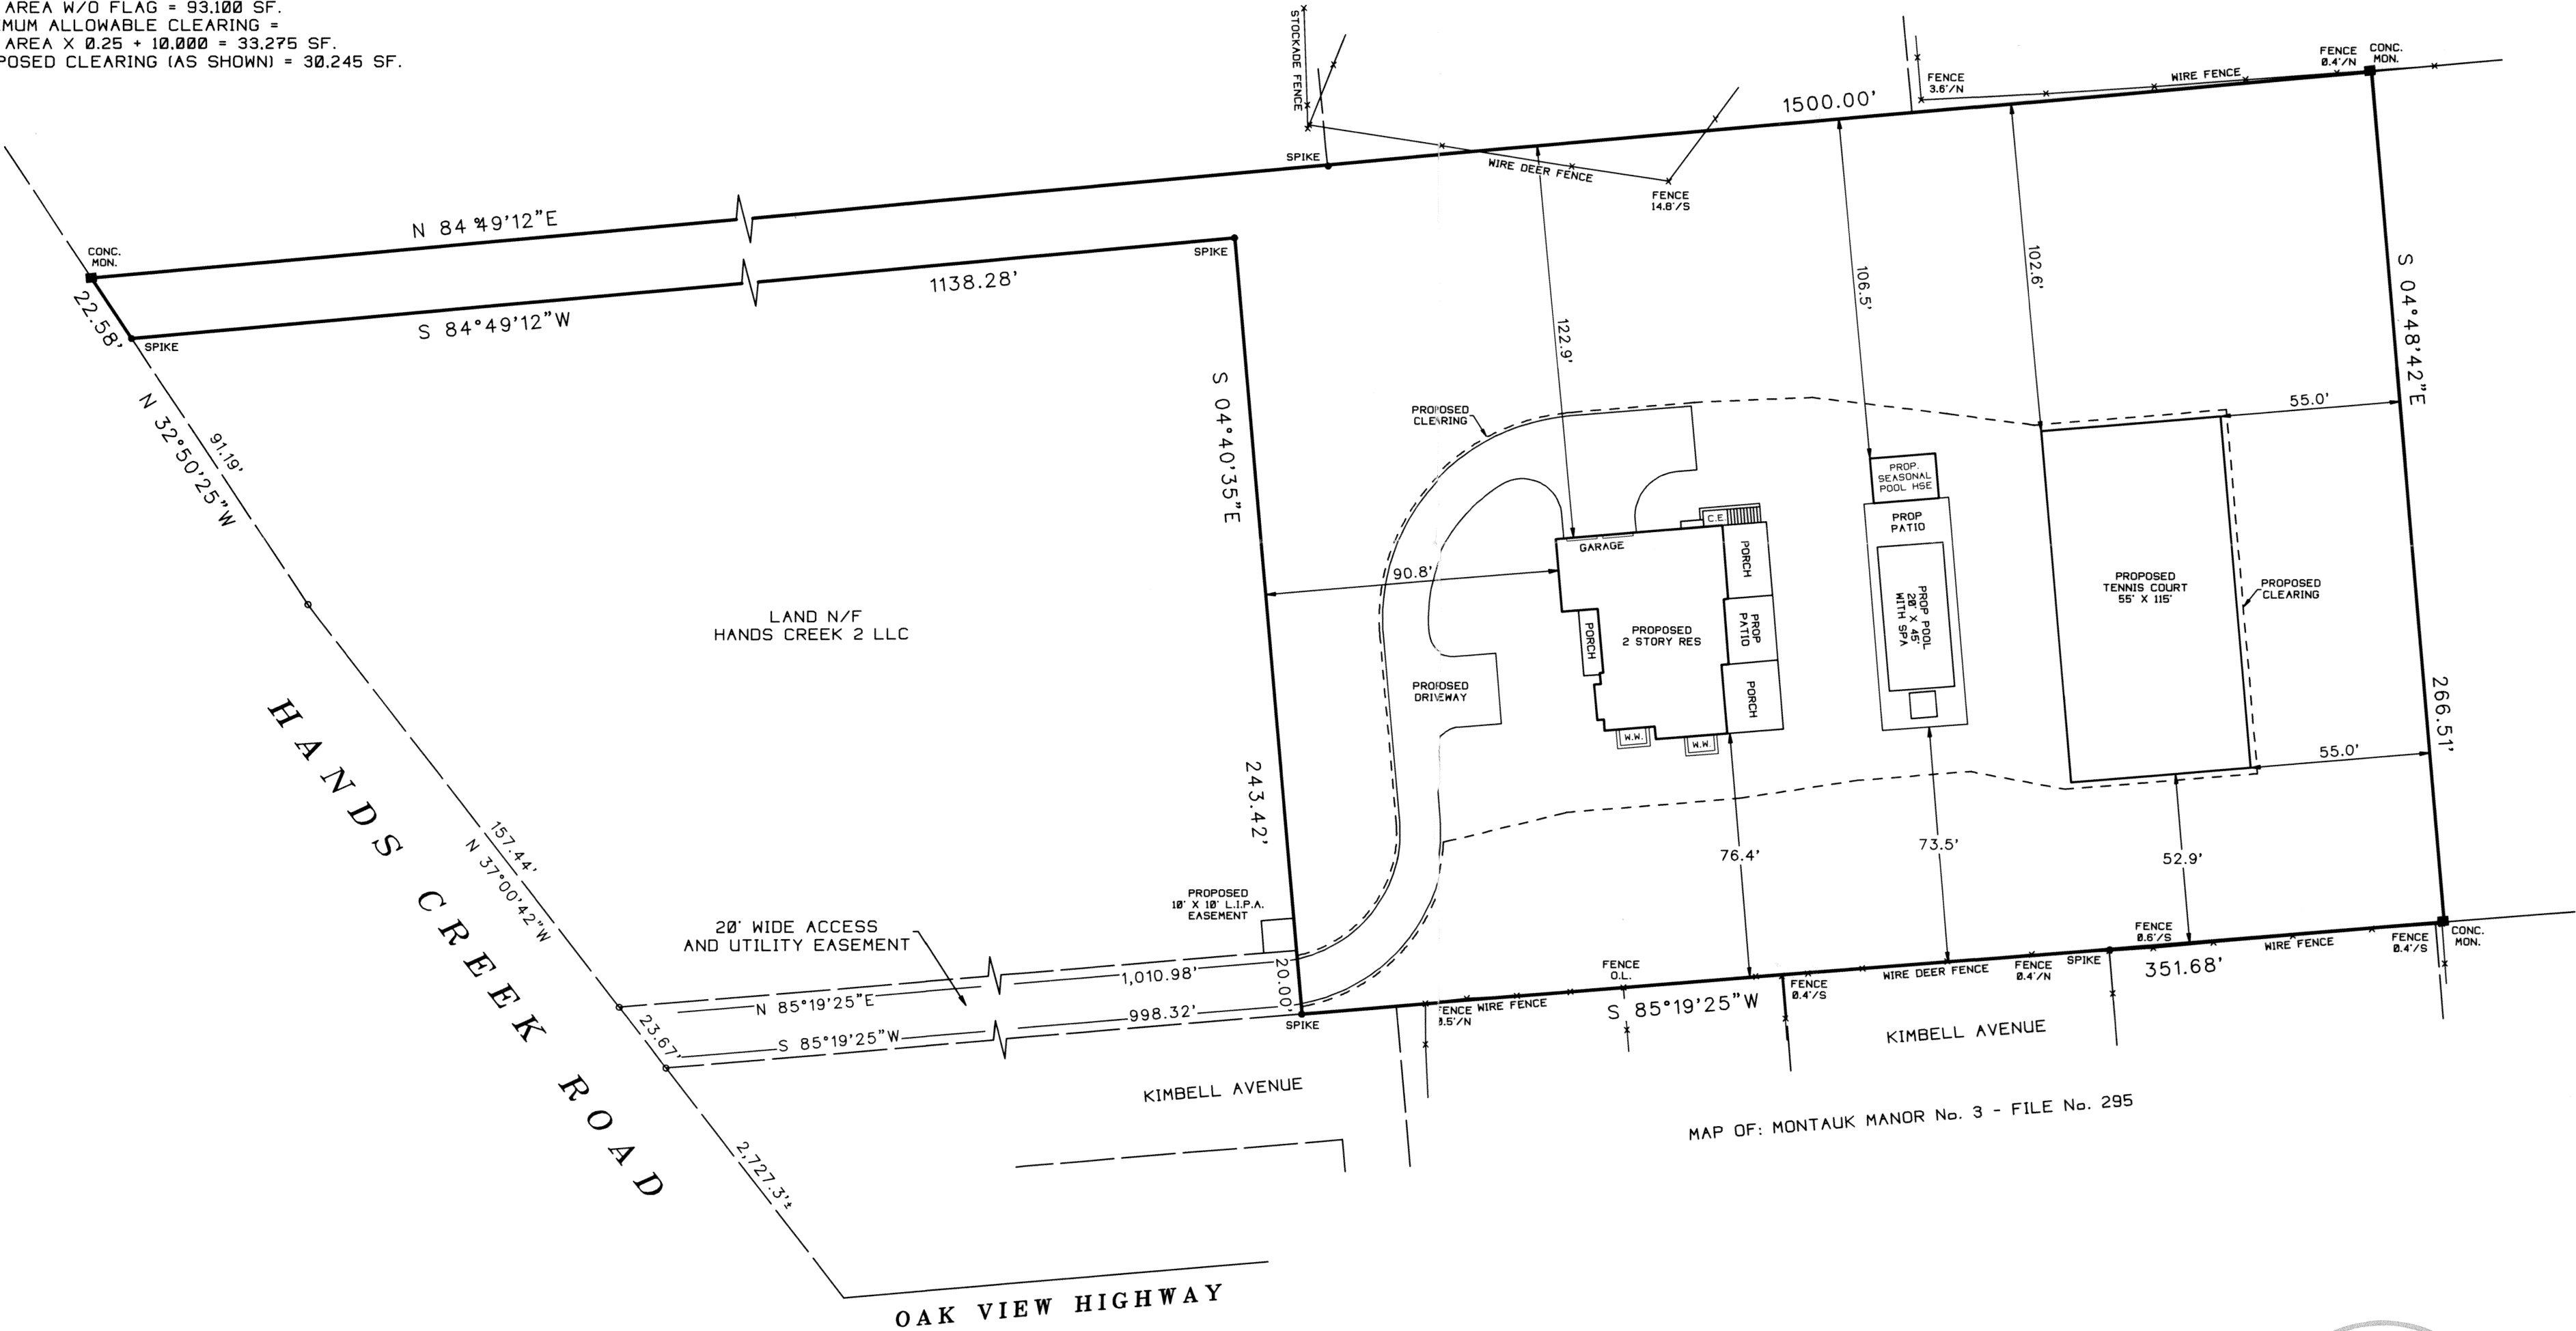 AREA W/O FLAG = 93,100 SF.
MUM ALLOWABLE CLEARING =
AREA X 0.25 + 10,000 = 33,275 SF.
POSED CLEARING (AS SHOWN) = 30,245 SF.
STOCKADE FENCE
FENCE
3.6'/N
WIRE FENCE
FENCE
0.4'/N
CONC.
MON.
1500.00'
SPIKE
WIRE DEER FENCE
FENCE
14.8'/S
N 84°49'12"E
CONC.
MON.
22.58'
SPIKE
SPIKE
1138.28'
S 84°49'12"W
N 32°50'25"W
91.19'
S 04°40'35"E
243.42'
122.9'
106.5'
102.6'
S 04°48'42"E
266.51'
55.0'
PROPOSED
CLEARING
PROP.
SEASONAL
POOL HSE
PROP
PATIO
PROP POOL
20' X 45'
WITH SPA
C.E
GARAGE
PORCH
90.8'
PROPOSED
2 STORY RES
PORCH
PROP
PATIO
PORCH
W.W.
W.W.
PROPOSED
TENNIS COURT
55' X 115'
PROPOSED
CLEARING
PROPOSED
DRIVEWAY
LAND N/F
HANDS CREEK 2 LLC
55.0'
76.4'
73.5'
52.9'
HANDS CREEK ROAD
157.44'
N 37°00'42"W
PROPOSED
10' X 10' L.I.P.A.
EASEMENT
20' WIDE ACCESS
AND UTILITY EASEMENT
1,010.98'
N 85°19'25"E
20.00'
998.32'
S 85°19'25"W
23.67'
SPIKE
FENCE
0.5'/N
WIRE FENCE
FENCE
O.L.
S 85°19'25"W
FENCE
0.4'/S
WIRE DEER FENCE
FENCE
0.4'/N
SPIKE
FENCE
0.6'/S
351.68'
WIRE FENCE
FENCE
0.4'/S
CONC.
MON.
KIMBELL AVENUE
KIMBELL AVENUE
MAP OF: MONTAUK MANOR No. 3 - FILE No. 295
2,727.3'±
OAK VIEW HIGHWAY